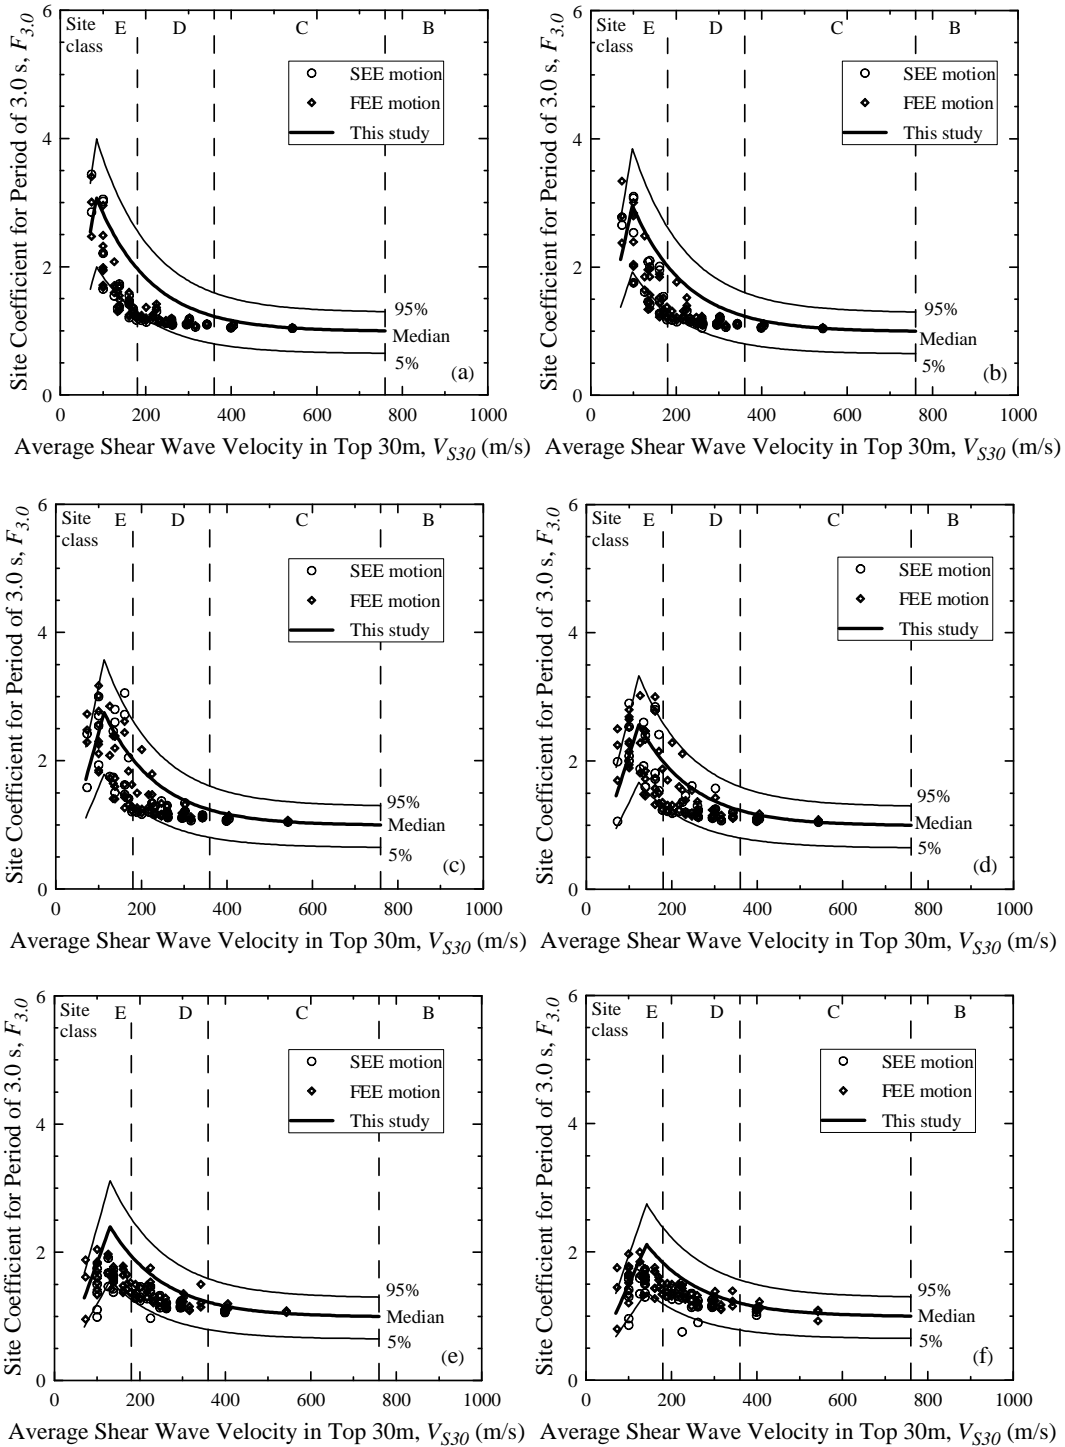 Site Coefficient for Period of 3.0 s, F3.0
6
4
2
0
Site
class
E
D
C
B
SEE motion
FEE motion
This study
95%
Median
5%
(a)
0
200
400
600
800
1000
Average Shear Wave Velocity in Top 30m, VS30 (m/s)
Site Coefficient for Period of 3.0 s, F3.0
6
4
2
0
Site
class
E
D
C
B
SEE motion
FEE motion
This study
95%
Median
5%
(b)
0
200
400
600
800
1000
Average Shear Wave Velocity in Top 30m, VS30 (m/s)
Site Coefficient for Period of 3.0 s, F3.0
6
4
2
0
Site
class
E
D
C
B
SEE motion
FEE motion
This study
95%
Median
5%
(c)
0
200
400
600
800
1000
Average Shear Wave Velocity in Top 30m, VS30 (m/s)
Site Coefficient for Period of 3.0 s, F3.0
6
4
2
0
Site
class
E
D
C
B
SEE motion
FEE motion
This study
95%
Median
5%
(d)
0
200
400
600
800
1000
Average Shear Wave Velocity in Top 30m, VS30 (m/s)
Site Coefficient for Period of 3.0 s, F3.0
6
4
2
0
Site
class
E
D
C
B
SEE motion
FEE motion
This study
95%
Median
5%
(e)
0
200
400
600
800
1000
Average Shear Wave Velocity in Top 30m, VS30 (m/s)
Site Coefficient for Period of 3.0 s, F3.0
6
4
2
0
Site
class
E
D
C
B
SEE motion
FEE motion
This study
95%
Median
5%
(f)
0
200
400
600
800
1000
Average Shear Wave Velocity in Top 30m, VS30 (m/s)